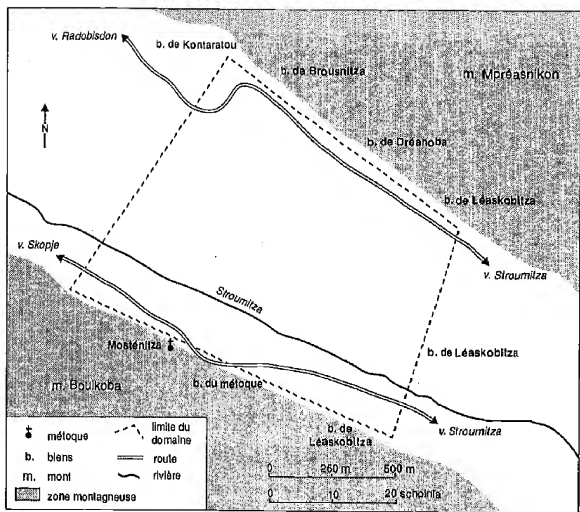 v. Radobisdon
b. de Kontaratou
b. de Brousnitza
m. Mpréasnikon
b. de Dréanoba
N
b. de Léaskobitza
v. Skopje
v. Stroumitza
Stroumitza
Mosténitza
b. de Léaskobitza
m. Boulkoba
b. du métoque
v. Stroumitza
b. de
Léaskobitza
métoque
limite du
domaine
b. biens
route
m. mont
rivière
zone montagneuse
0 250 m 500 m
0 10 20 schoinia